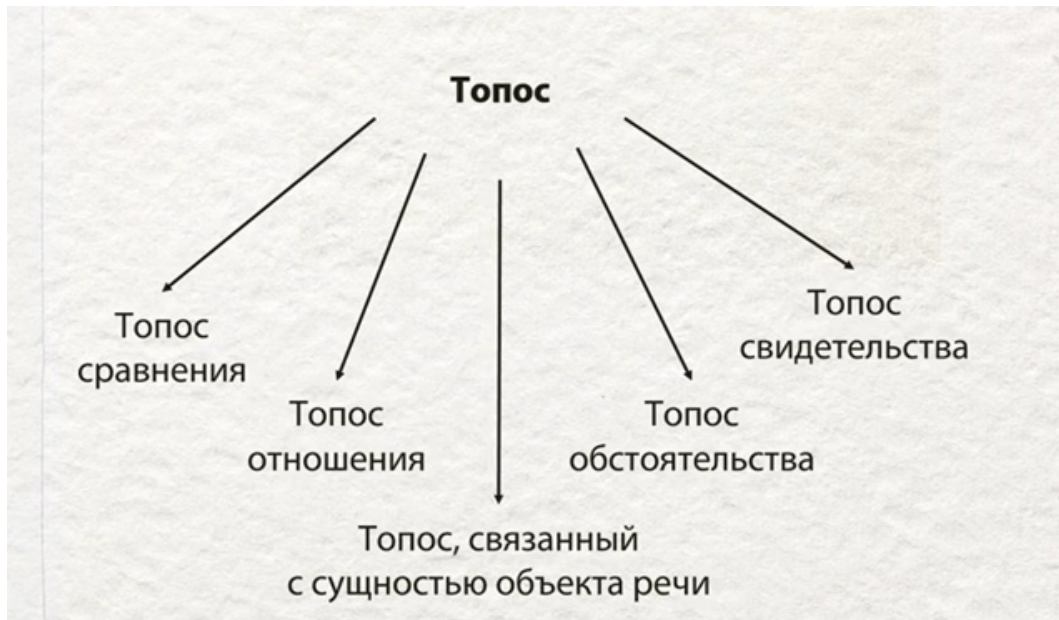 Топос
Топос
сравнения
Топос
отношения
Топос, связанный
с сущностью объекта речи
Топос
обстоятельства
Топос
свидетельства